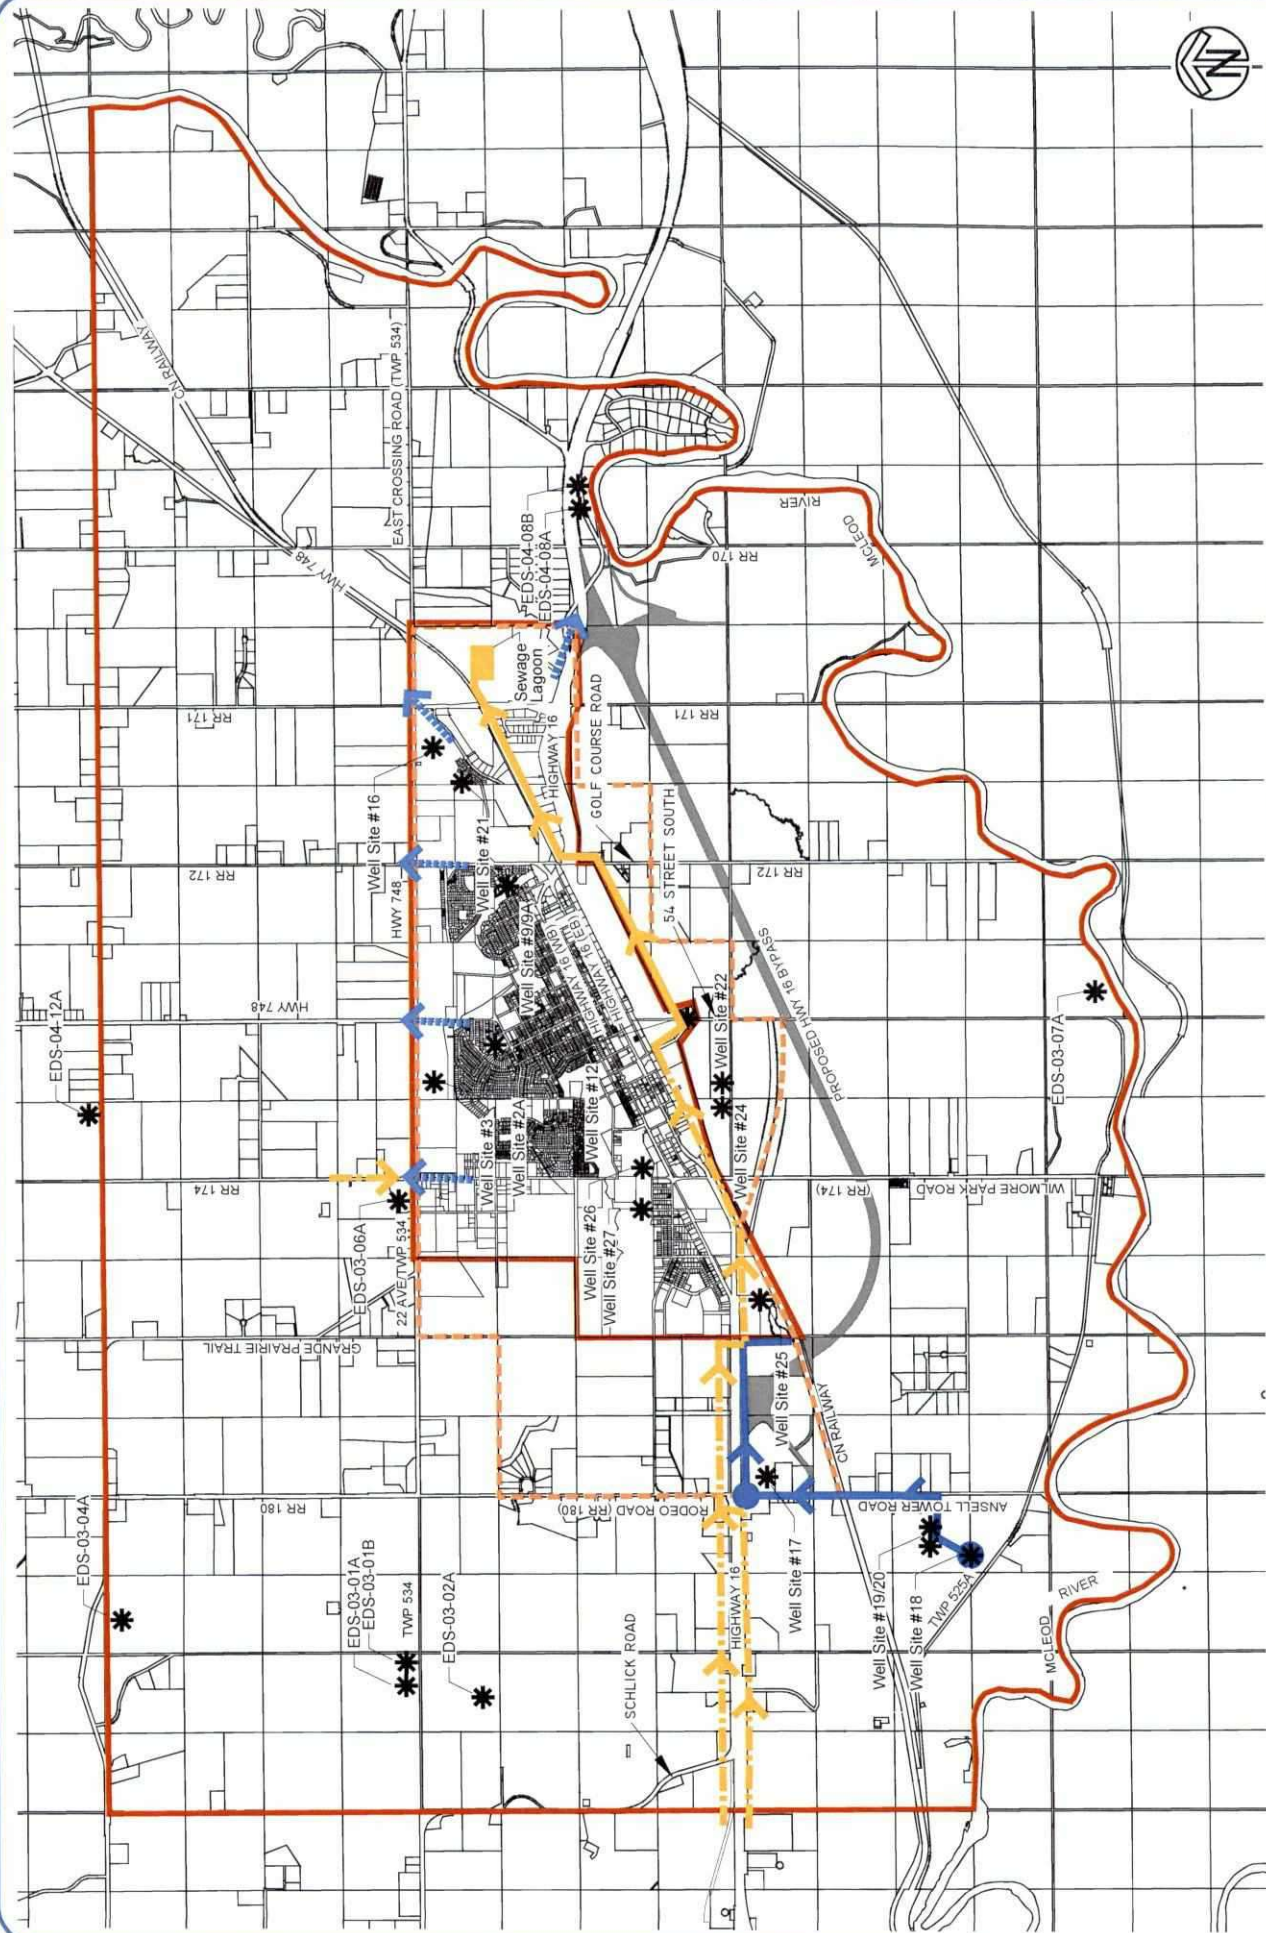 N
CN RAILWAY
EAST CROSSING ROAD (TWP 534)
HWY 748
EDS-04-08B
EDS-04-08A
RR 170
RIVER
MCLEOD
Sewage
Lagoon
RR 171
RR 171
HIGHWAY 16
GOLF COURSE ROAD
Well Site #16
Well Site #21
54 STREET SOUTH
RR 172
HWY 748
RR 172
Well Site #9/9A
HIGHWAY 16 (WB)
HIGHWAY 16 (EB)
EDS-04-12A
HWY 748
Well Site #22
PROPOSED HWY 16 BYPASS
EDS-03-07A
Well Site #3
Well Site #2A
Well Site #12
Well Site #24
RR 174
(RR 174)
WILMORE PARK ROAD
EDS-03-06A
22 AVE/TWP 534
Well Site #26
Well Site #27
GRANDE PRAIRIE TRAIL
Well Site #25
CN RAILWAY
EDS-03-04A
RR 180
RODEO ROAD (RR 180)
ANSELL TOWER ROAD
EDS-03-01A
EDS-03-01B
TWP 534
EDS-03-02A
HIGHWAY 16
Well Site #17
Well Site #19/20
Well Site #18
TWP 525A
SCHLICK ROAD
MCLEOD
RIVER